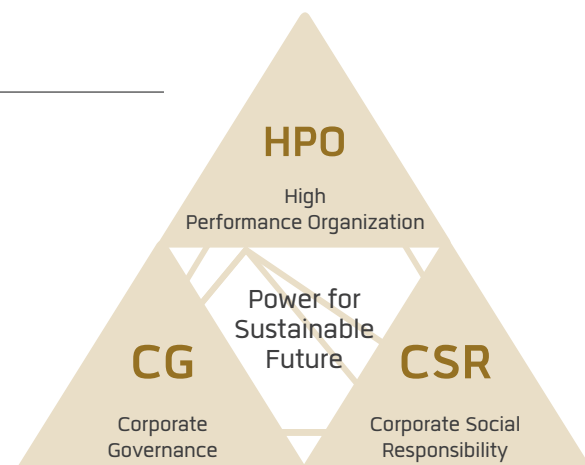 HPO
High
Performance Organization
Power for
Sustainable
Future
CG
Corporate
Governance
CSR
Corporate Social
Responsibility